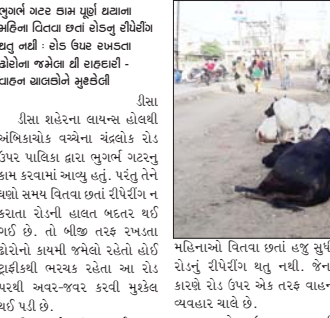 ભુગર્ભ ગટર કામ પૂર્ણ થયાના
મહિના વિતવા છતાં રોડનુ રીપેરીંગ
થતુ નથી : રોડ ઉપર રખડતા
ઢોરોના જમેલા થી રાહદારી -
વાહન ચાલકોને મુશ્કેલી
ડીસા
ડીસા શહેરના લાયન્સ હોલથી
અંબિકાચોક વચ્ચેના ચંદ્રલોક રોડ
ઉપર પાલિકા દ્વારા ભુગર્ભ ગટરનુ
કામ કરવામાં આવ્યુ હતું. પરંતુ તેને
ઘણો સમય વિતવા છતાં રીપેરીંગ ન
કરાતા રોડની હાલત બદતર થઈ
ગઈ છે. તો બીજી તરફ રખડતા
ઢોરોનો કાયમી જમેલો રહેતો હોઈ
ટ્રાફીકથી ભરચક રહેતા આ રોડ
પરથી અવર-જવર કરવી મુશ્કેલ
થઈ પડી છે.
મહિનાઓ વિતવા છતાં હજુ સુધી
રોડનું રીપેરીંગ થતુ નથી. જેના
કારણે રોડ ઉપર એક તરફ વાહન
વ્યવહાર ચાલે છે.